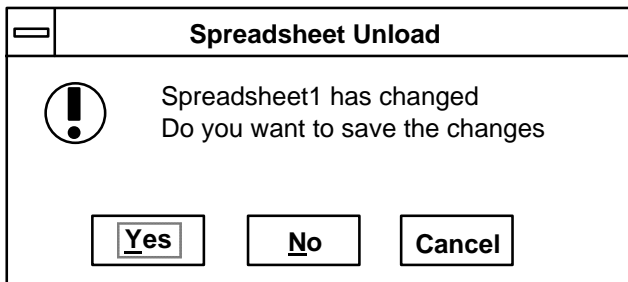 Spreadsheet Unload
Spreadsheet1 has changed
Do you want to save the changes
Yes No Cancel